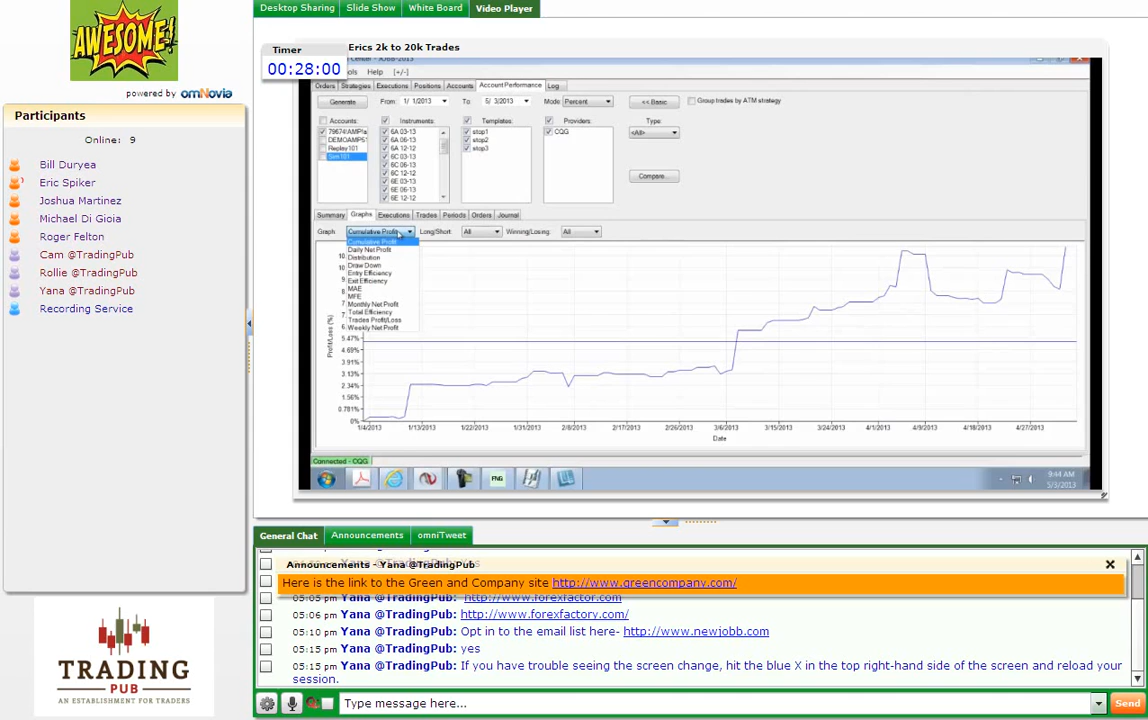 Desktop Sharing Slide Show White Board Video Player
AWESOME!
Timer
00:28:00
Erics 2k to 20k Trades
powered by omNovia
Participants
Online: 9
Bill Duryea
Eric Spiker
Joshua Martinez
Michael Di Gioia
Roger Felton
Cam @TradingPub
Rollie @TradingPub
Yana @TradingPub
Recording Service
Help [+/-]
Orders Strategies Executions Positions Accounts Account Performance Log
Generate From: 1/ 1/2013 To 5/ 3/2013 Mode: Percent << Basic Group trades by ATM strategy
Accounts: Instruments: Templates: Providers: Type:
Replay101
Sim101
6A 03-13
6A 06-13
6A 12-12
6C 03-13
6C 06-13
6C 12-12
6E 03-13
6E 06-13
6E 12-12
stop1
stop2
stop3
CQG
<All>
Compare...
Summary Graphs Executions Trades Periods Orders Journal
Graph Cumulative Profit Long/Short: All Winning/Losing: All
Cumulative Profit
Daily Net Profit
Distribution
Draw Down
Entry Efficiency
Exit Efficiency
MAE
MFE
Monthly Net Profit
Total Efficiency
Trades Profit/Loss
Weekly Net Profit
Profit/Loss (%)
5.47%
4.69%
3.91%
3.12%
2.34%
1.56%
0.781%
0%
1/4/2013 1/13/2013 1/22/2013 1/31/2013 2/8/2013 2/17/2013 2/26/2013 3/6/2013 3/15/2013 3/24/2013 4/1/2013 4/9/2013 4/18/2013 4/27/2013
Date
Connected - CQG
FNG
9:44 AM
5/3/2013
General Chat Announcements omniTweet
Announcements - Yana @TradingPub
Here is the link to the Green and Company site http://www.greencompany.com/
05:05 pm Yana @TradingPub: http://www.forexfactory.com
05:06 pm Yana @TradingPub: http://www.forexfactory.com/
05:10 pm Yana @TradingPub: Opt in to the email list here- http://www.newjobb.com
05:15 pm Yana @TradingPub: yes
05:15 pm Yana @TradingPub: If you have trouble seeing the screen change, hit the blue X in the top right-hand side of the screen and reload your
session.
TRADING
PUB
AN ESTABLISHMENT FOR TRADERS
Type message here...
Send